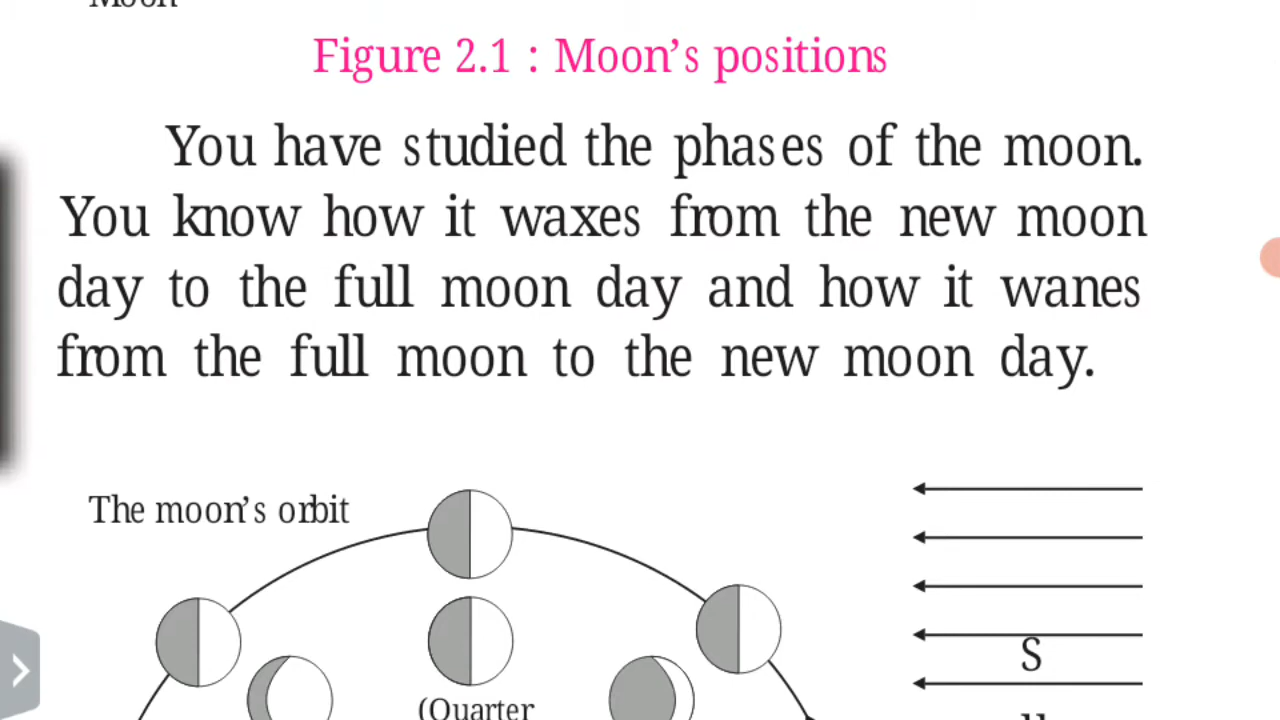 Figure 2.1 : Moon’s positions
You have studied the phases of the moon.
You know how it waxes from the new moon
day to the full moon day and how it wanes
from the full moon to the new moon day.
The moon’s orbit
S
(Quarter